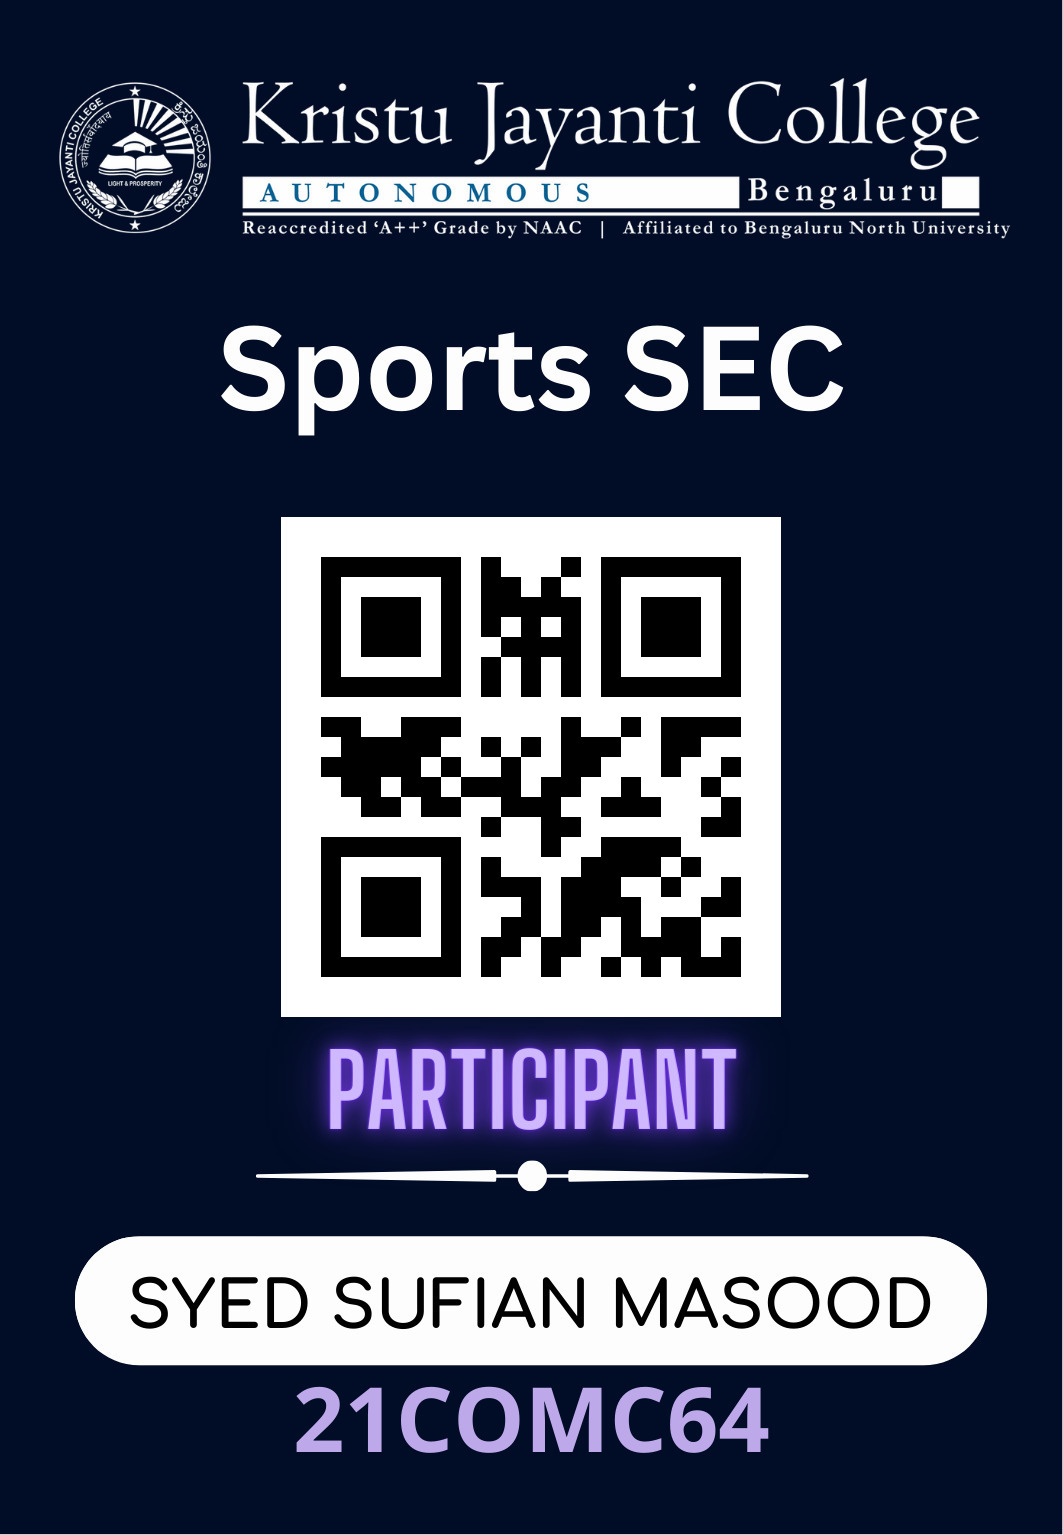 Kristu Jayanti College
AUTONOMOUS Bengaluru
Reaccredited ‘A++’ Grade by NAAC | Affiliated to Bengaluru North University
KRISTU JAYANTI COLLEGE
LIGHT & PROSPERITY
Sports SEC
PARTICIPANT
SYED SUFIAN MASOOD
21COMC64